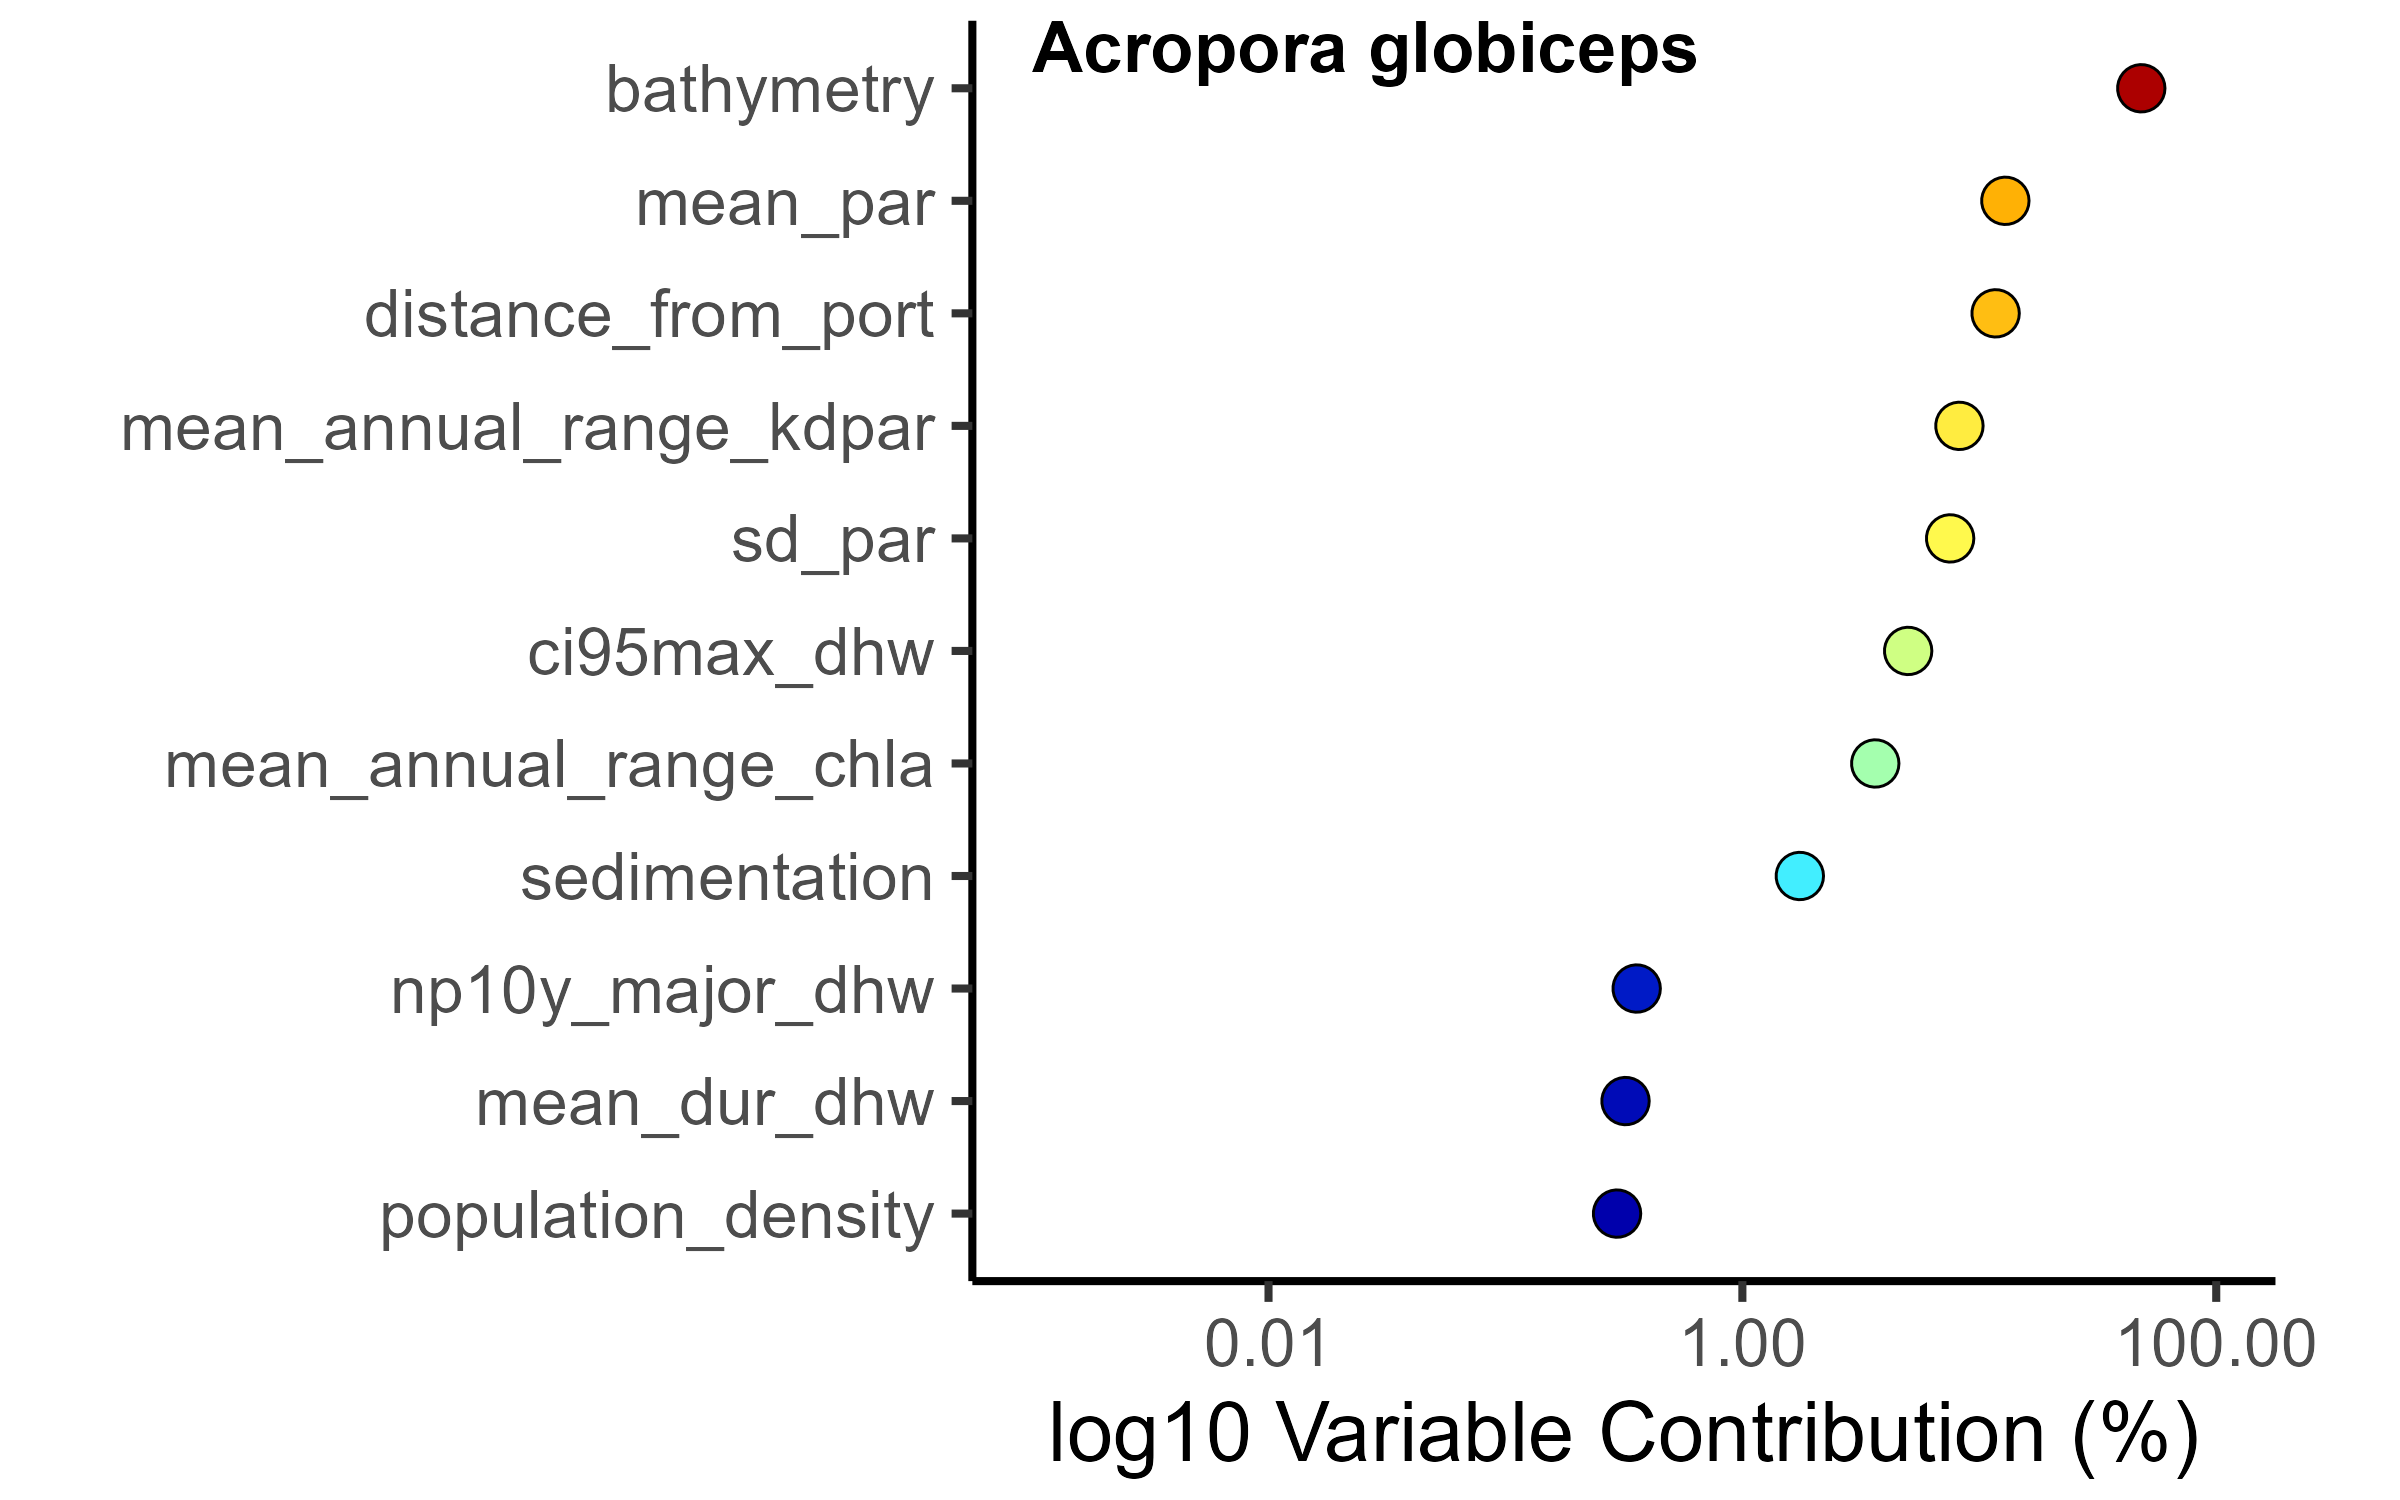 Acropora globiceps
bathymetry
mean_par
distance_from_port
mean_annual_range_kdpar
sd_par
ci95max_dhw
mean_annual_range_chla
sedimentation
np10y_major_dhw
mean_dur_dhw
population_density
0.01 1.00 100.00
log10 Variable Contribution (%)